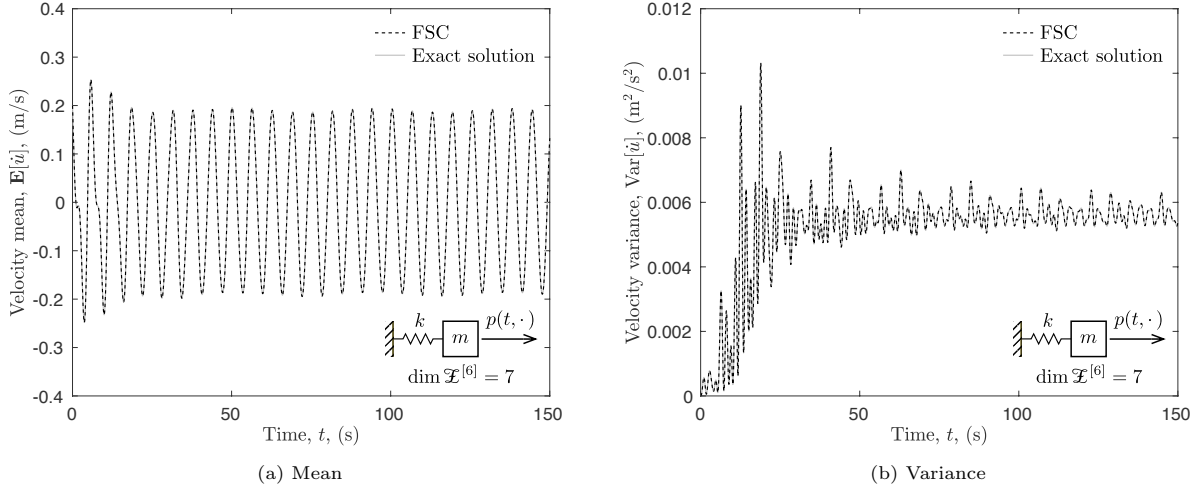 0.4
0.3
0.2
0.1
0
-0.1
-0.2
-0.3
-0.4
Velocity mean, E[u̇], (m/s)
FSC
Exact solution
k
m
p(t, ·)
dim 𝒵^[6] = 7
0 50 100 150
Time, t, (s)
(a) Mean
0.012
0.01
0.008
0.006
0.004
0.002
0
Velocity variance, Var[u̇], (m²/s²)
FSC
Exact solution
k
m
p(t, ·)
dim 𝒵^[6] = 7
0 50 100 150
Time, t, (s)
(b) Variance